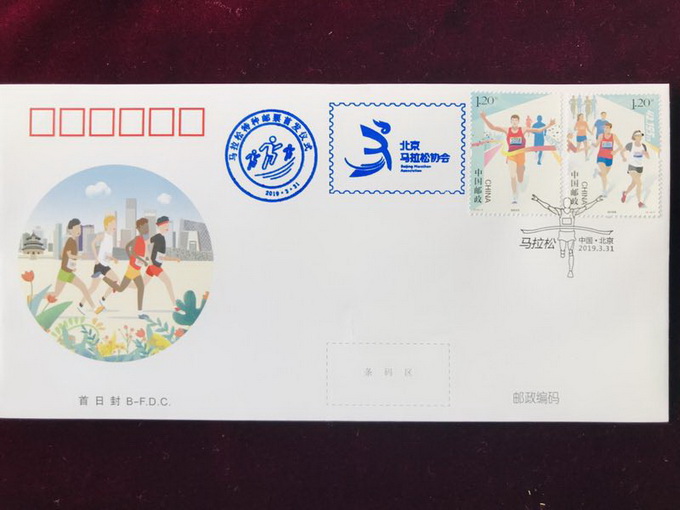 马拉松特种邮票首发仪式
2019·3·31
北京
马拉松协会
Beijing Marathon
Association
1.20元
中国邮政
CHINA
1.20元
中国邮政
CHINA
马拉松
中国·北京
2019.3.31
条码区
首日封 B-F.D.C.
邮政编码